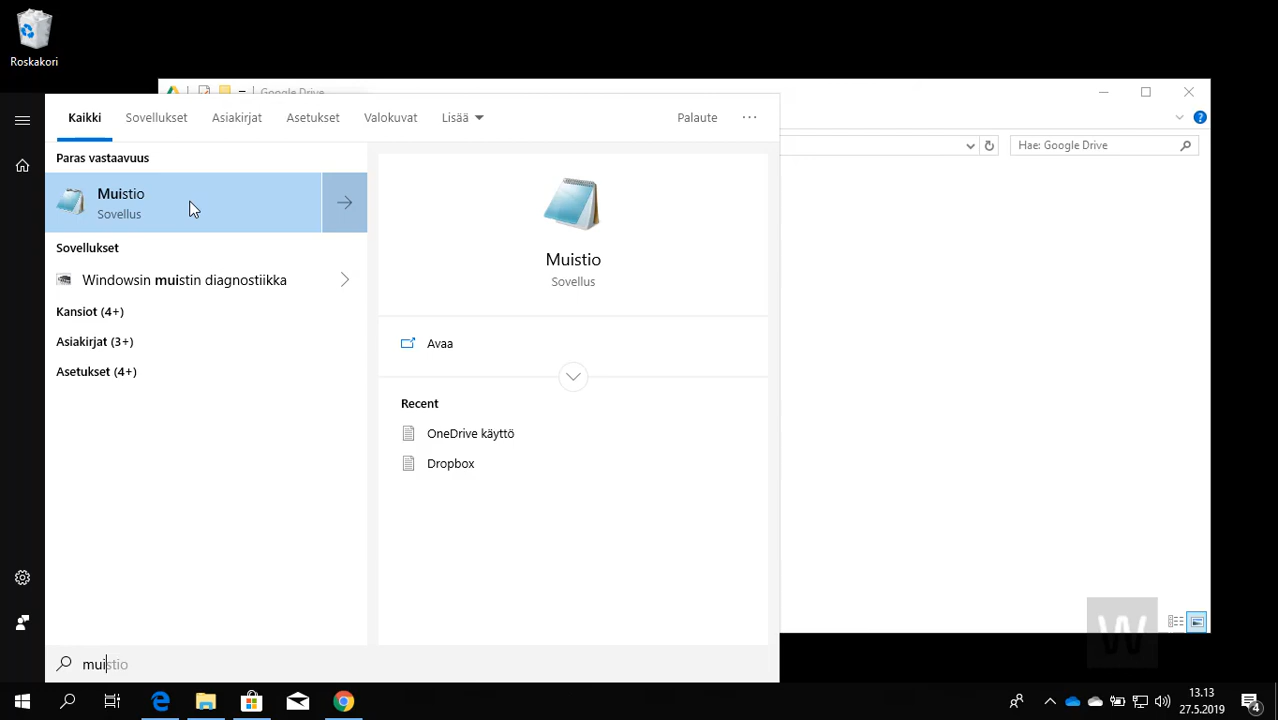 Roskakori
Google Drive
Kaikki Sovellukset Asiakirjat Asetukset Valokuvat Lisää Palaute ...
Paras vastaavuus
Muistio
Sovellus
Sovellukset
Windowsin muistin diagnostiikka
Kansiot (4+)
Asiakirjat (3+)
Asetukset (4+)
Muistio
Sovellus
Avaa
Recent
OneDrive käyttö
Dropbox
Hae: Google Drive
W
muistio
13.13
27.5.2019
4